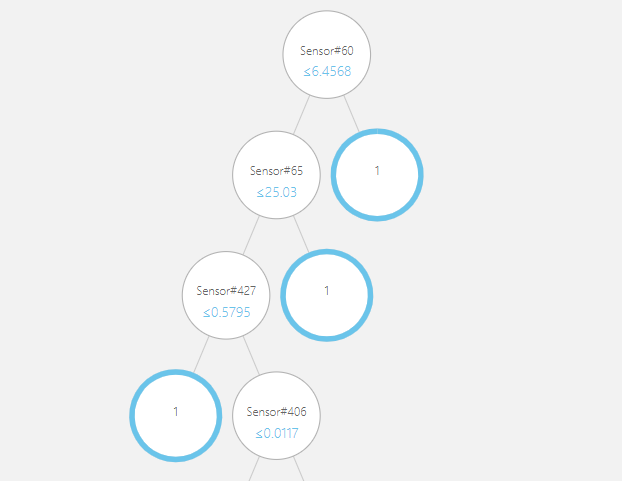 Sensor#60
≤6.4568
Sensor#65
≤25.03
1
Sensor#427
≤0.5795
1
1
Sensor#406
≤0.0117